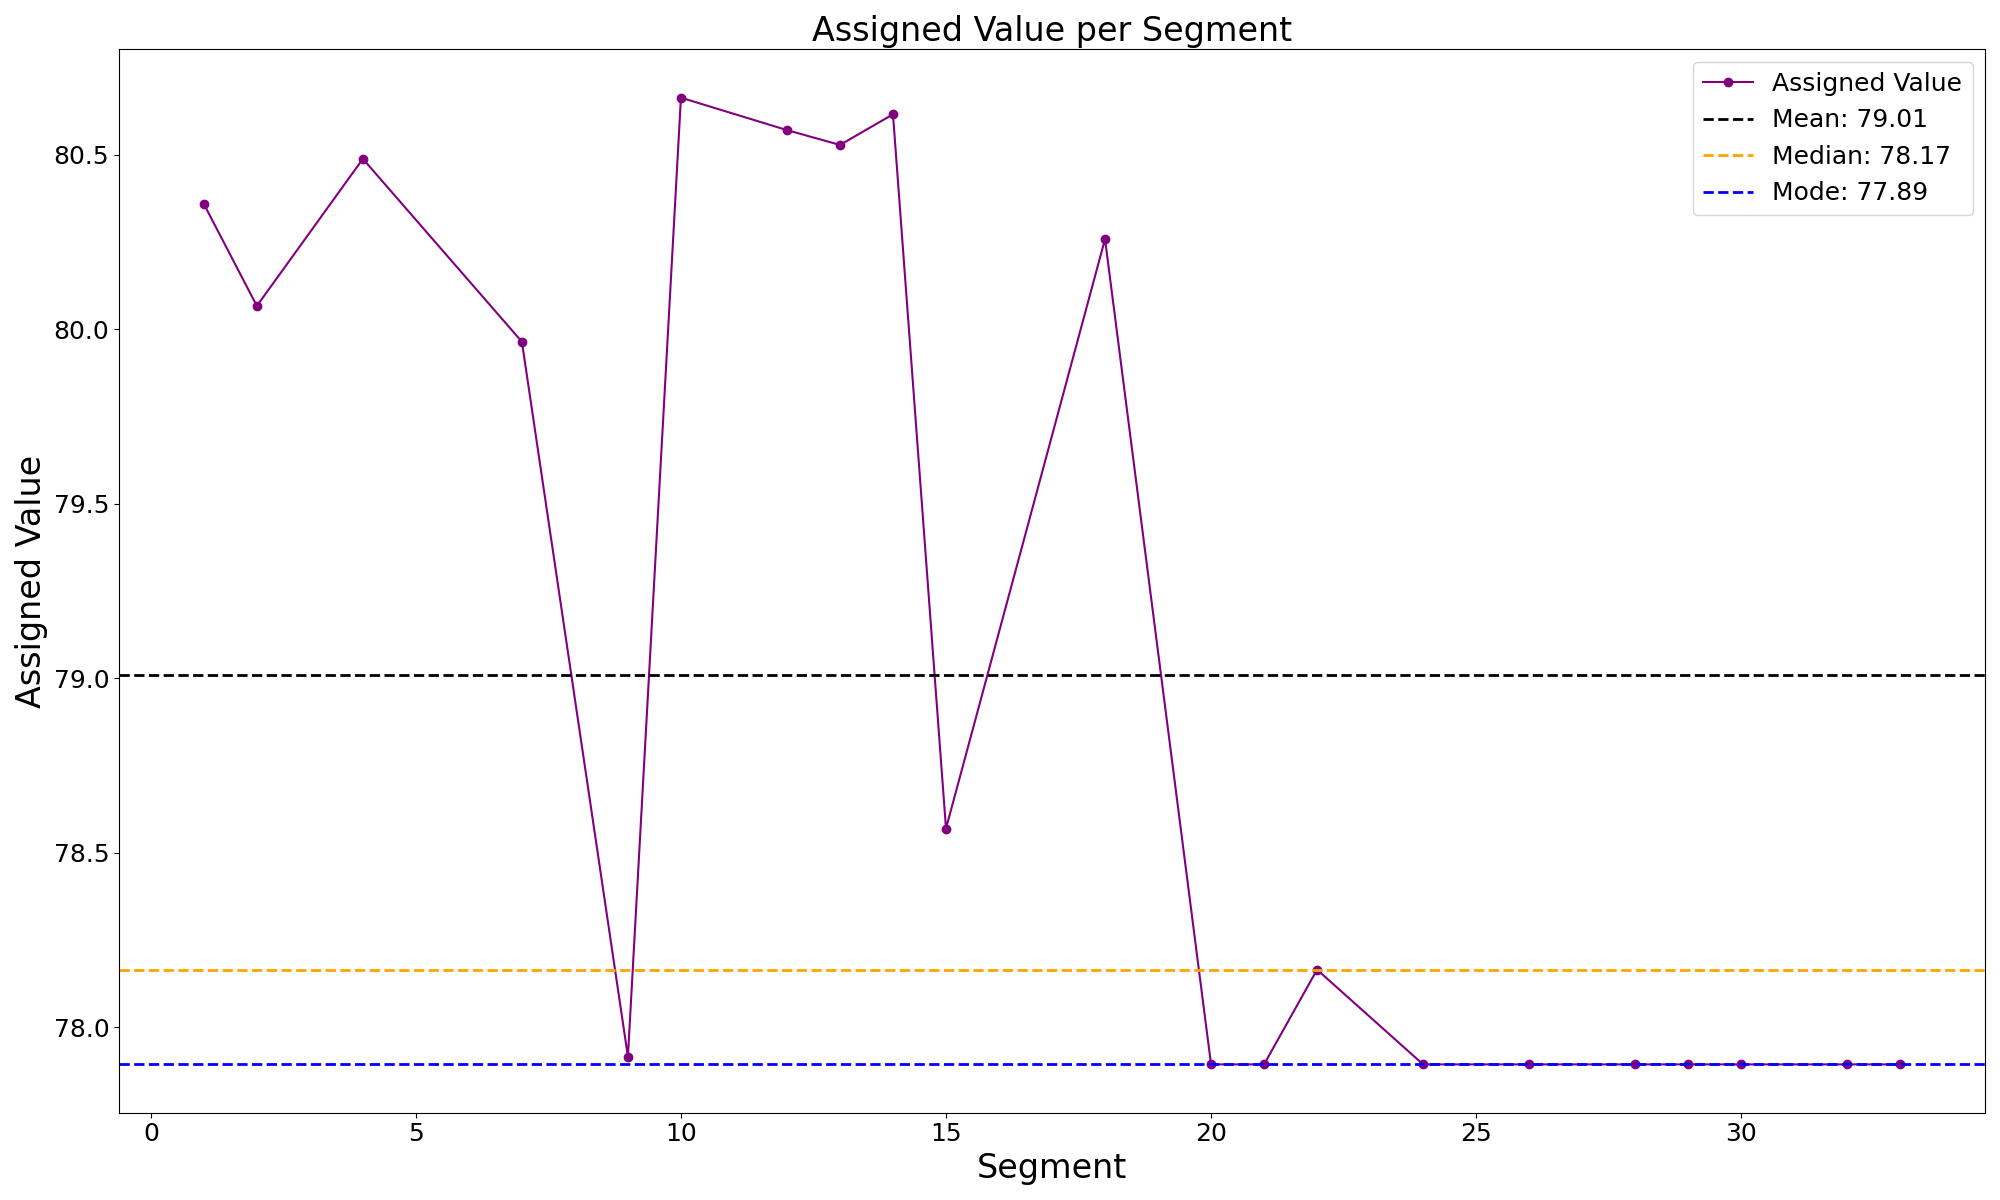 Assigned Value per Segment
Assigned Value
Mean: 79.01
Median: 78.17
Mode: 77.89
80.5
80.0
79.5
79.0
78.5
78.0
Assigned Value
0 5 10 15 20 25 30
Segment